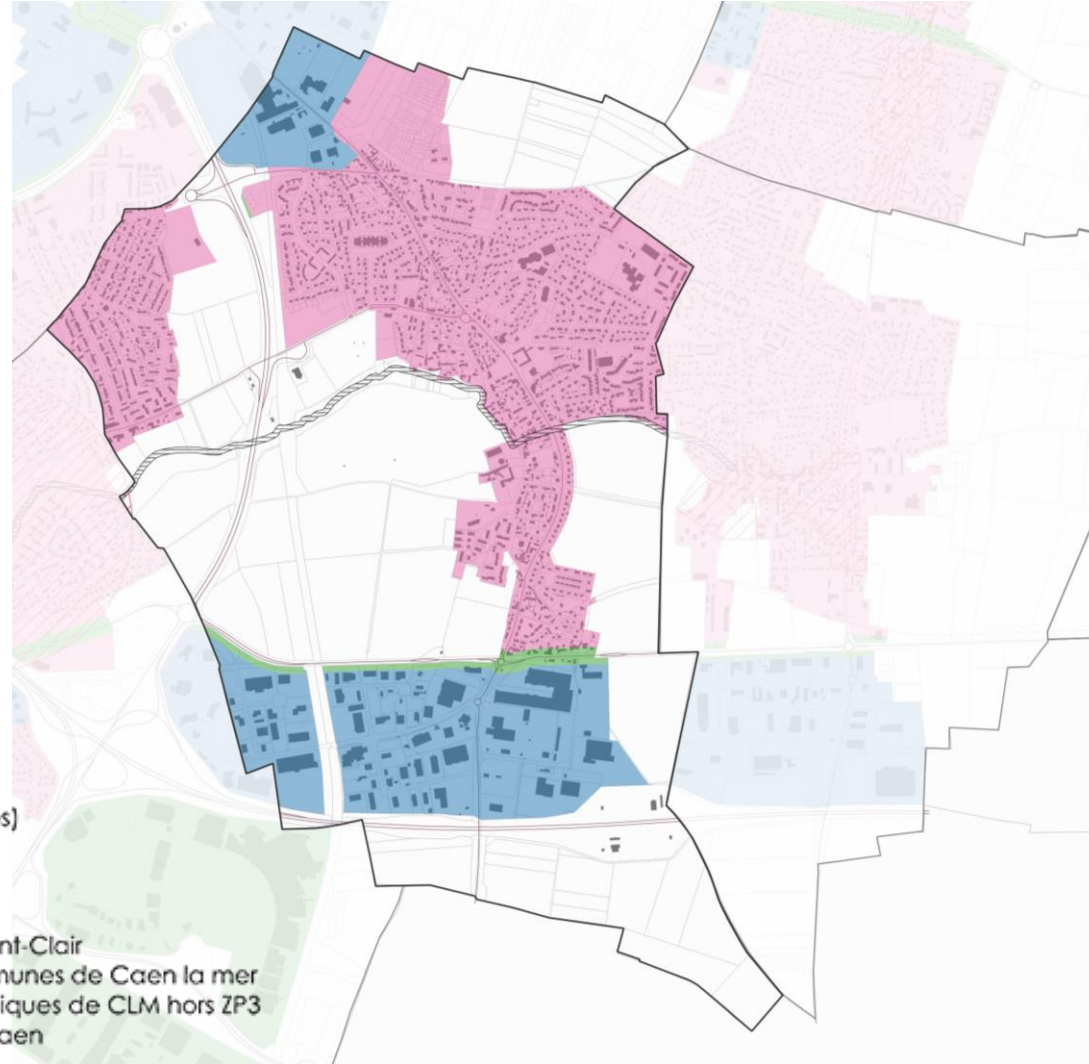 s)
nt-Clair
munes de Caen la mer
iques de CLM hors ZP3
aen